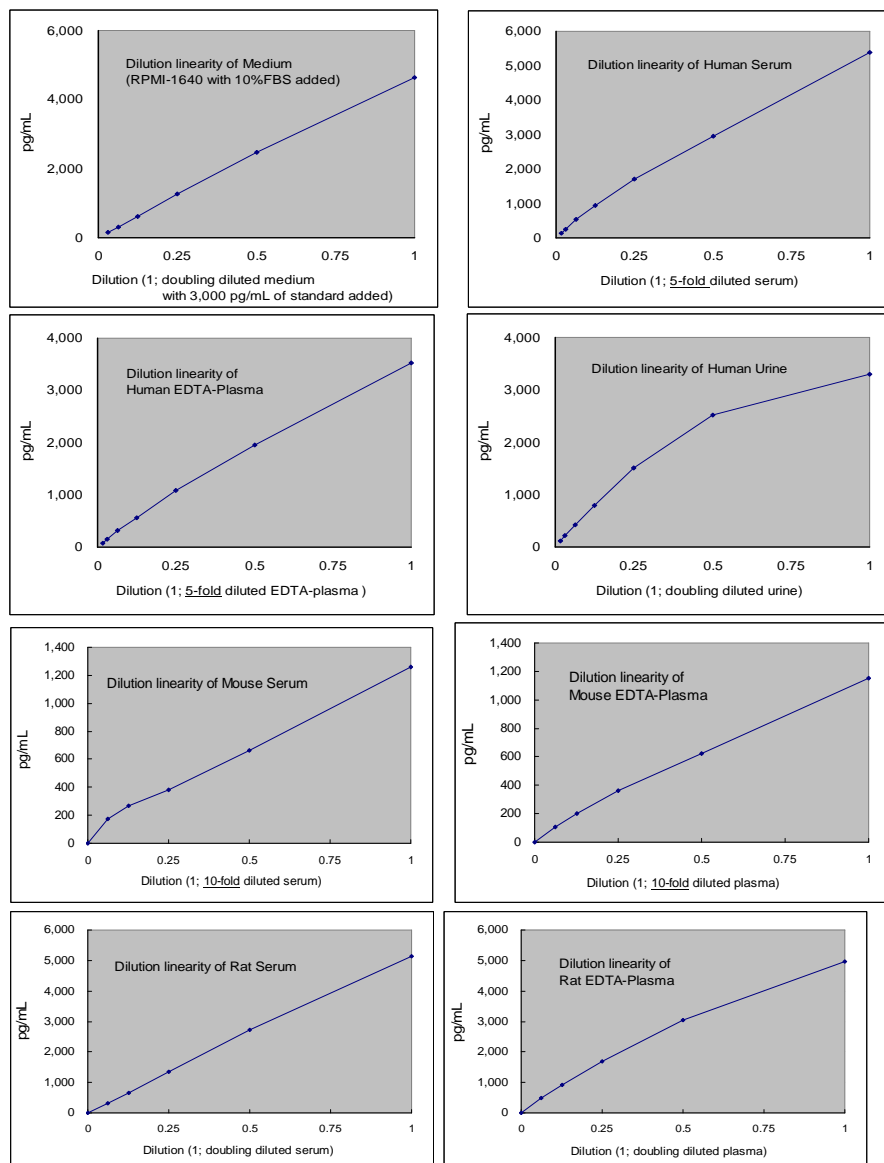 6,000
4,000
2,000
0
pg/mL
Dilution linearity of Medium
(RPMI-1640 with 10%FBS added)
0 0.25 0.5 0.75 1
Dilution (1; doubling diluted medium
with 3,000 pg/mL of standard added)
6,000
5,000
4,000
3,000
2,000
1,000
0
pg/mL
Dilution linearity of Human Serum
0 0.25 0.5 0.75 1
Dilution (1; 5-fold diluted serum)
4,000
3,000
2,000
1,000
0
pg/mL
Dilution linearity of
Human EDTA-Plasma
0 0.25 0.5 0.75 1
Dilution (1; 5-fold diluted EDTA-plasma )
4,000
3,000
2,000
1,000
0
pg/mL
Dilution linearity of Human Urine
0 0.25 0.5 0.75 1
Dilution (1; doubling diluted urine)
1,400
1,200
1,000
800
600
400
200
0
pg/mL
Dilution linearity of Mouse Serum
0 0.25 0.5 0.75 1
Dilution (1; 10-fold diluted serum)
1,400
1,200
1,000
800
600
400
200
0
pg/mL
Dilution linearity of
Mouse EDTA-Plasma
0 0.25 0.5 0.75 1
Dilution (1; 10-fold diluted plasma)
6,000
5,000
4,000
3,000
2,000
1,000
0
pg/mL
Dilution linearity of Rat Serum
0 0.25 0.5 0.75 1
Dilution (1; doubling diluted serum)
6,000
5,000
4,000
3,000
2,000
1,000
0
pg/mL
Dilution linearity of
Rat EDTA-Plasma
0 0.25 0.5 0.75 1
Dilution (1; doubling diluted plasma)